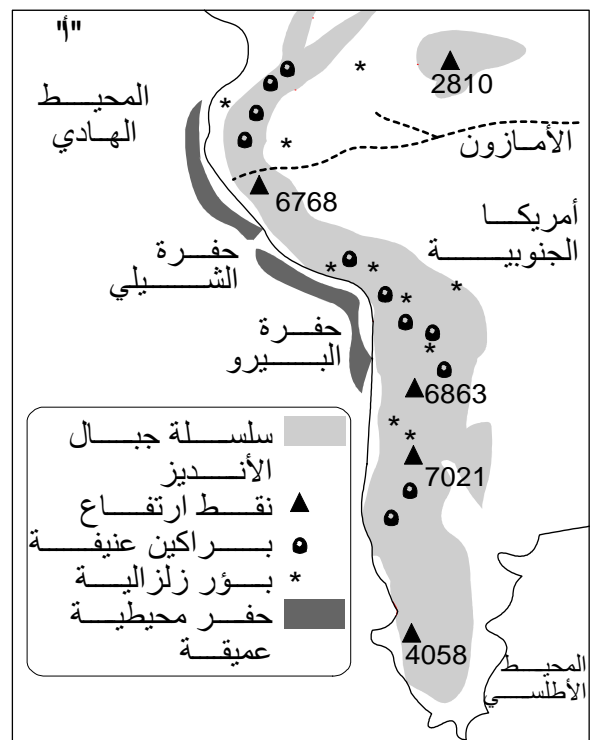 "أ"
المحيط
الهادي
2810
الأمازون
6768
أمريكا
الجنوبية
حفرة
الشيلي
حفرة
البيرو
6863
7021
سلسلة جبال
الأنديز
نقط ارتفاع
براكين عنيفة
بؤر زلزالية
حفر محيطية
عميقة
4058
المحيط
الأطلسي